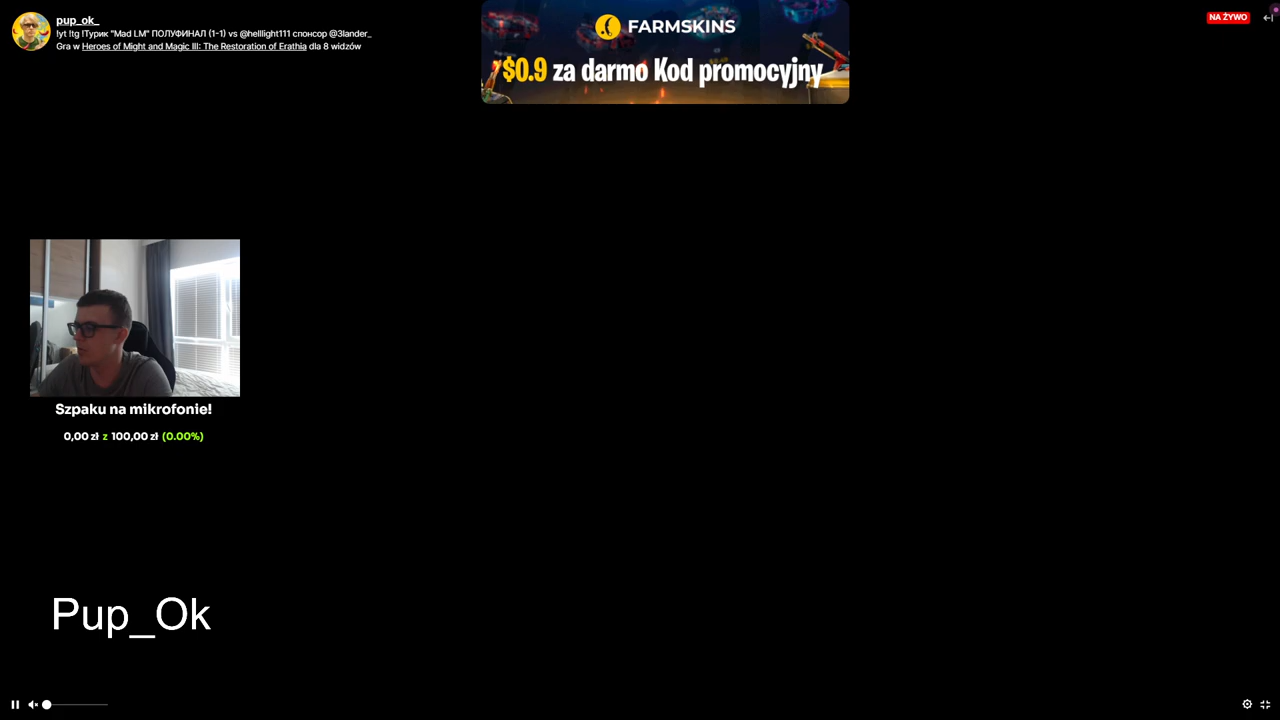 pup_ok_
!yt !tg !Турик "Mad LM" ПОЛУФИНАЛ (1-1) vs @helllight111 спонсор @3lander_
Gra w Heroes of Might and Magic III: The Restoration of Erathia dla 8 widzów
FARMSKINS
$0.9 za darmo Kod promocyjny
NA ŻYWO
Szpaku na mikrofonie!
0,00 zł z 100,00 zł (0.00%)
Pup_Ok